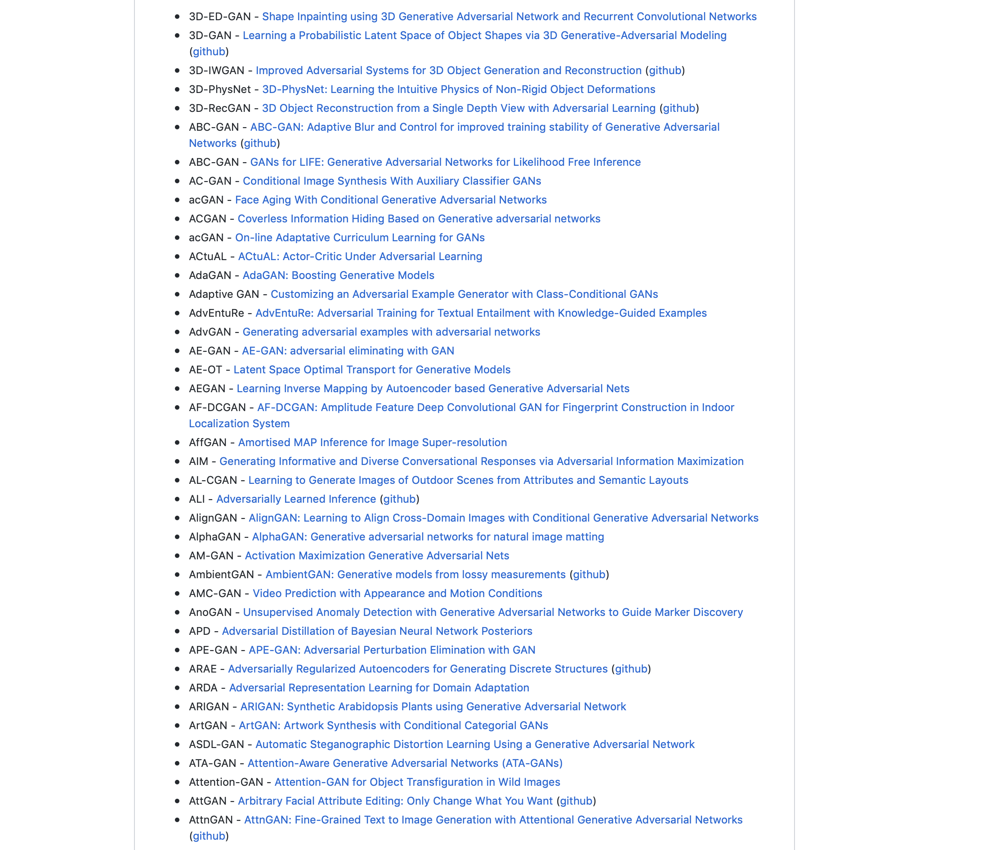 3D-ED-GAN - Shape Inpainting using 3D Generative Adversarial Network and Recurrent Convolutional Networks
3D-GAN - Learning a Probabilistic Latent Space of Object Shapes via 3D Generative-Adversarial Modeling
(github)
3D-IWGAN - Improved Adversarial Systems for 3D Object Generation and Reconstruction (github)
3D-PhysNet - 3D-PhysNet: Learning the Intuitive Physics of Non-Rigid Object Deformations
3D-RecGAN - 3D Object Reconstruction from a Single Depth View with Adversarial Learning (github)
ABC-GAN - ABC-GAN: Adaptive Blur and Control for improved training stability of Generative Adversarial
Networks (github)
ABC-GAN - GANs for LIFE: Generative Adversarial Networks for Likelihood Free Inference
AC-GAN - Conditional Image Synthesis With Auxiliary Classifier GANs
acGAN - Face Aging With Conditional Generative Adversarial Networks
ACGAN - Coverless Information Hiding Based on Generative adversarial networks
acGAN - On-line Adaptative Curriculum Learning for GANs
ACtuAL - ACtuAL: Actor-Critic Under Adversarial Learning
AdaGAN - AdaGAN: Boosting Generative Models
Adaptive GAN - Customizing an Adversarial Example Generator with Class-Conditional GANs
AdvEntuRe - AdvEntuRe: Adversarial Training for Textual Entailment with Knowledge-Guided Examples
AdvGAN - Generating adversarial examples with adversarial networks
AE-GAN - AE-GAN: adversarial eliminating with GAN
AE-OT - Latent Space Optimal Transport for Generative Models
AEGAN - Learning Inverse Mapping by Autoencoder based Generative Adversarial Nets
AF-DCGAN - AF-DCGAN: Amplitude Feature Deep Convolutional GAN for Fingerprint Construction in Indoor
Localization System
AffGAN - Amortised MAP Inference for Image Super-resolution
AIM - Generating Informative and Diverse Conversational Responses via Adversarial Information Maximization
AL-CGAN - Learning to Generate Images of Outdoor Scenes from Attributes and Semantic Layouts
ALI - Adversarially Learned Inference (github)
AlignGAN - AlignGAN: Learning to Align Cross-Domain Images with Conditional Generative Adversarial Networks
AlphaGAN - AlphaGAN: Generative adversarial networks for natural image matting
AM-GAN - Activation Maximization Generative Adversarial Nets
AmbientGAN - AmbientGAN: Generative models from lossy measurements (github)
AMC-GAN - Video Prediction with Appearance and Motion Conditions
AnoGAN - Unsupervised Anomaly Detection with Generative Adversarial Networks to Guide Marker Discovery
APD - Adversarial Distillation of Bayesian Neural Network Posteriors
APE-GAN - APE-GAN: Adversarial Perturbation Elimination with GAN
ARAE - Adversarially Regularized Autoencoders for Generating Discrete Structures (github)
ARDA - Adversarial Representation Learning for Domain Adaptation
ARIGAN - ARIGAN: Synthetic Arabidopsis Plants using Generative Adversarial Network
ArtGAN - ArtGAN: Artwork Synthesis with Conditional Categorial GANs
ASDL-GAN - Automatic Steganographic Distortion Learning Using a Generative Adversarial Network
ATA-GAN - Attention-Aware Generative Adversarial Networks (ATA-GANs)
Attention-GAN - Attention-GAN for Object Transfiguration in Wild Images
AttGAN - Arbitrary Facial Attribute Editing: Only Change What You Want (github)
AttnGAN - AttnGAN: Fine-Grained Text to Image Generation with Attentional Generative Adversarial Networks
(github)